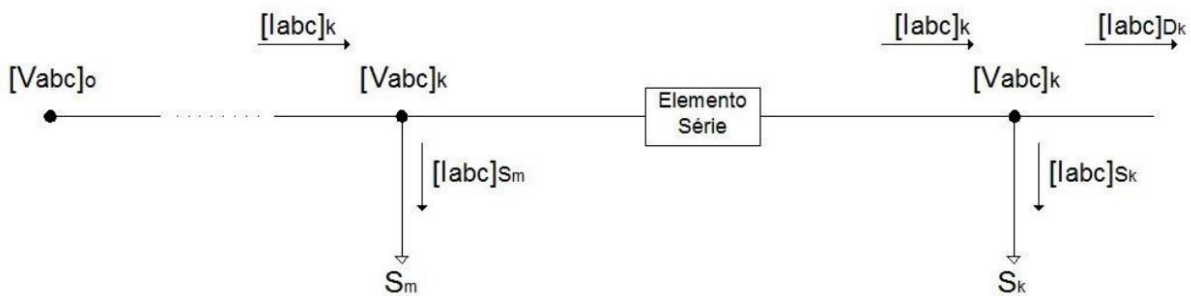 [Iabc]k [Iabc]k [Iabc]Dk
[Vabc]o [Vabc]k [Vabc]k
Elemento
Série
[Iabc]Sm [Iabc]Sk
Sm Sk